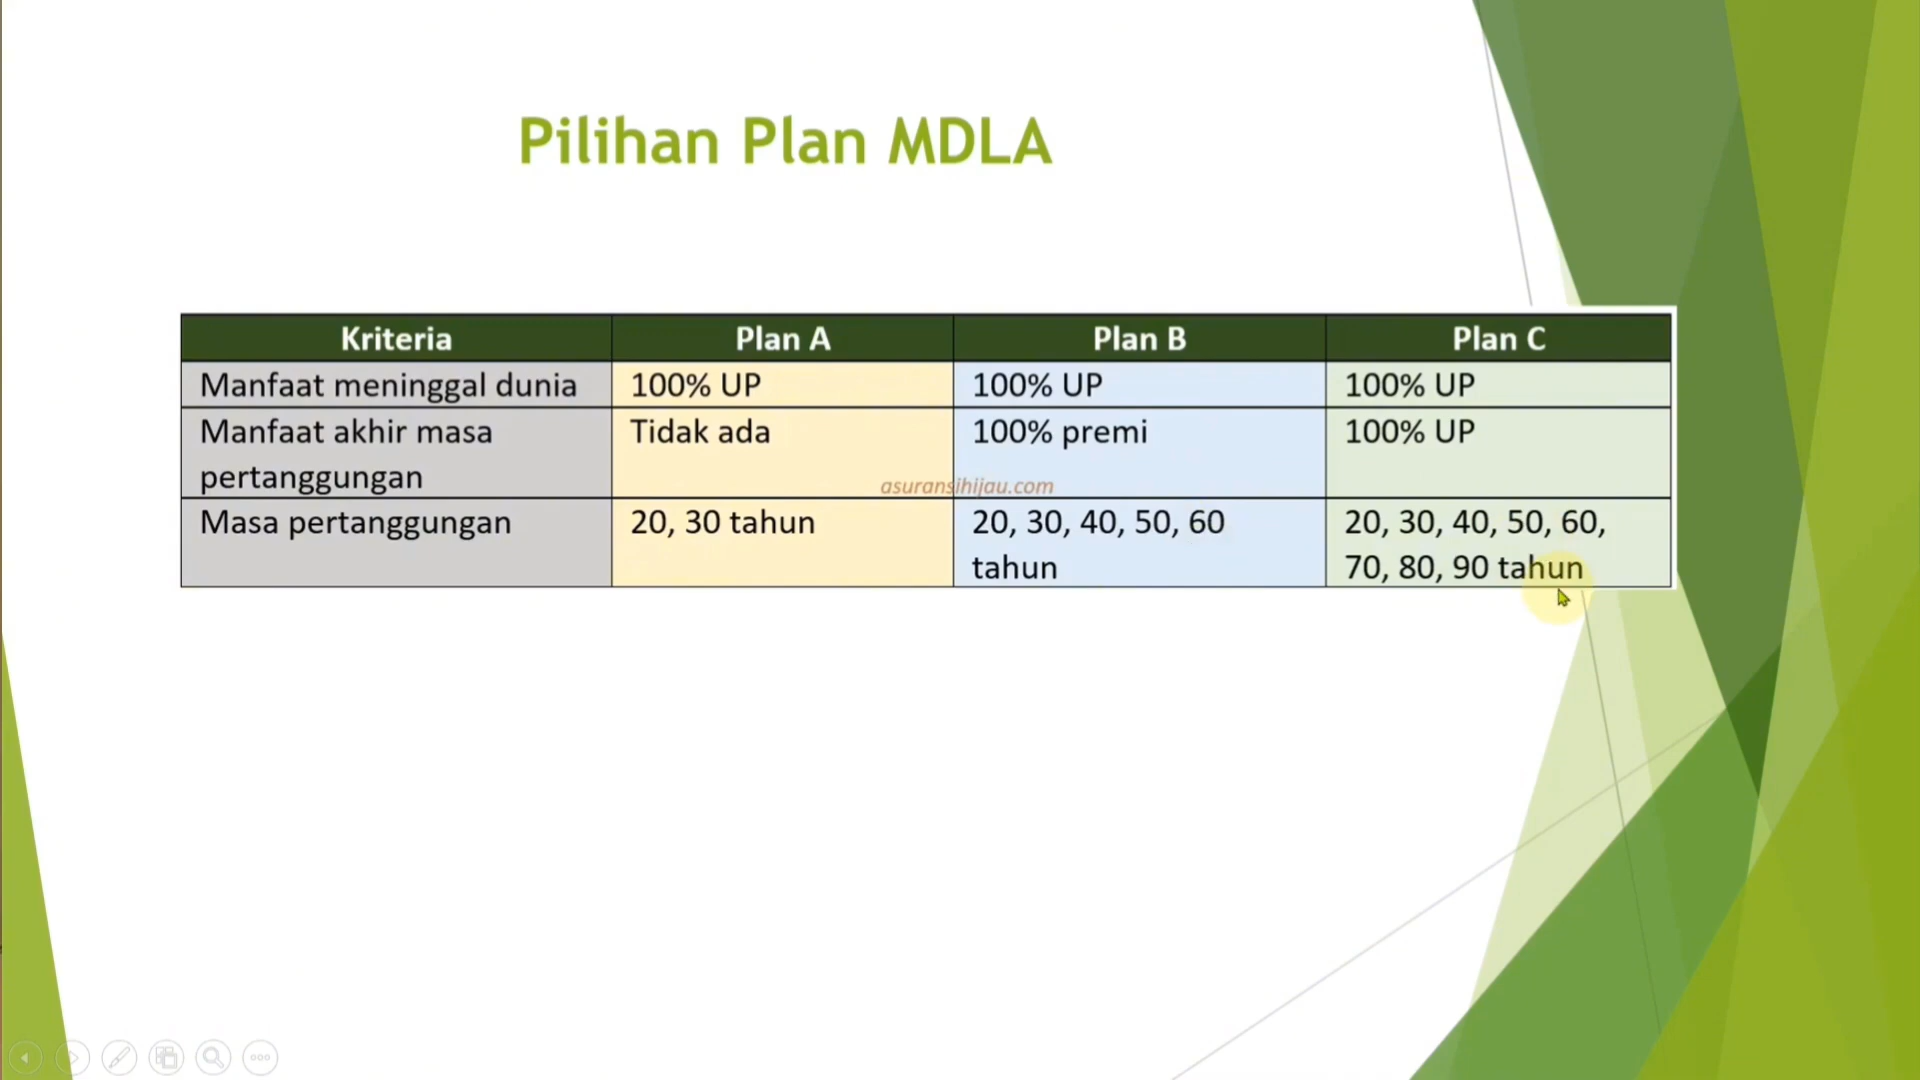 Pilihan Plan MDLA
Kriteria
Plan A
Plan B
Plan C
Manfaat meninggal dunia
100% UP
100% UP
100% UP
Manfaat akhir masa
pertanggungan
Tidak ada
100% premi
100% UP
asuransihijau.com
Masa pertanggungan
20, 30 tahun
20, 30, 40, 50, 60
tahun
20, 30, 40, 50, 60,
70, 80, 90 tahun